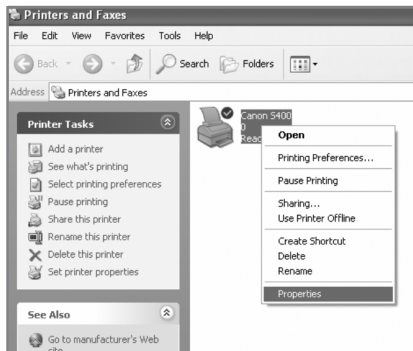 Printers and Faxes
File Edit View Favorites Tools Help
Back Search Folders
Address Printers and Faxes
Printer Tasks
Add a printer
See what's printing
Select printing preferences
Pause printing
Share this printer
Rename this printer
Delete this printer
Set printer properties
See Also
Go to manufacturer's Web
site
Canon S400
0
Open
Printing Preferences...
Pause Printing
Sharing...
Use Printer Offline
Create Shortcut
Delete
Rename
Properties